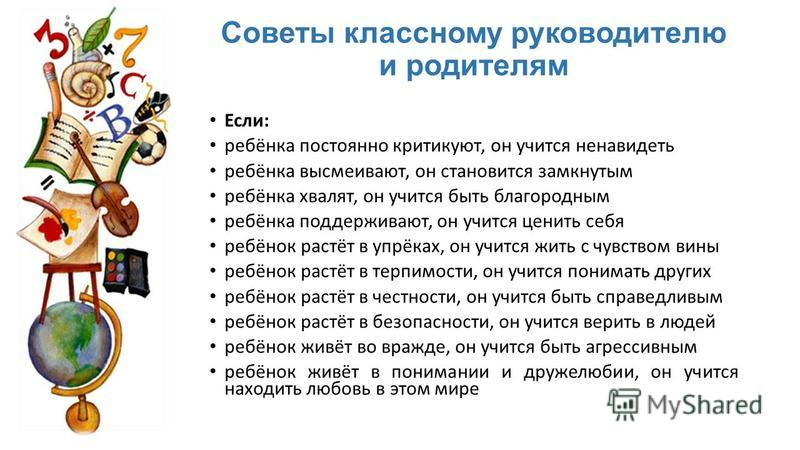 Советы классному руководителю
и родителям
• Если:
• ребёнка постоянно критикуют, он учится ненавидеть
• ребёнка высмеивают, он становится замкнутым
• ребёнка хвалят, он учится быть благородным
• ребёнка поддерживают, он учится ценить себя
• ребёнок растёт в упрёках, он учится жить с чувством вины
• ребёнок растёт в терпимости, он учится понимать других
• ребёнок растёт в честности, он учится быть справедливым
• ребёнок растёт в безопасности, он учится верить в людей
• ребёнок живёт во вражде, он учится быть агрессивным
• ребёнок живёт в понимании и дружелюбии, он учится
находить любовь в этом мире
MyShared
3
+
7
С
В
=